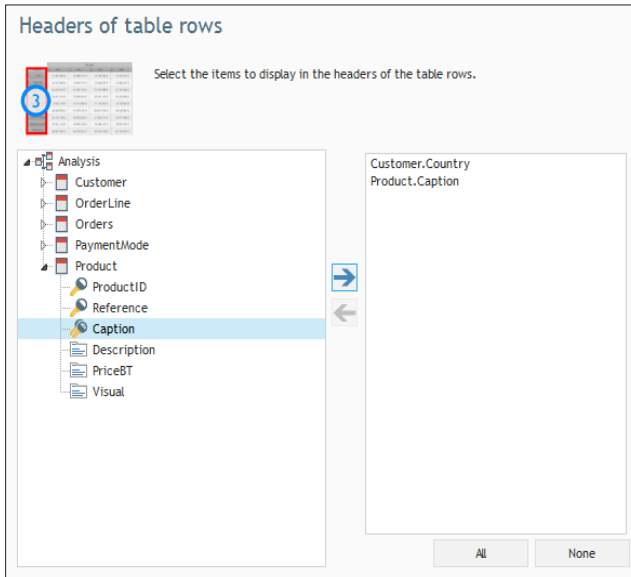 Headers of table rows
3
Select the items to display in the headers of the table rows.
Analysis
Customer
OrderLine
Orders
PaymentMode
Product
ProductID
Reference
Caption
Description
PriceBT
Visual
Customer.Country
Product.Caption
All
None